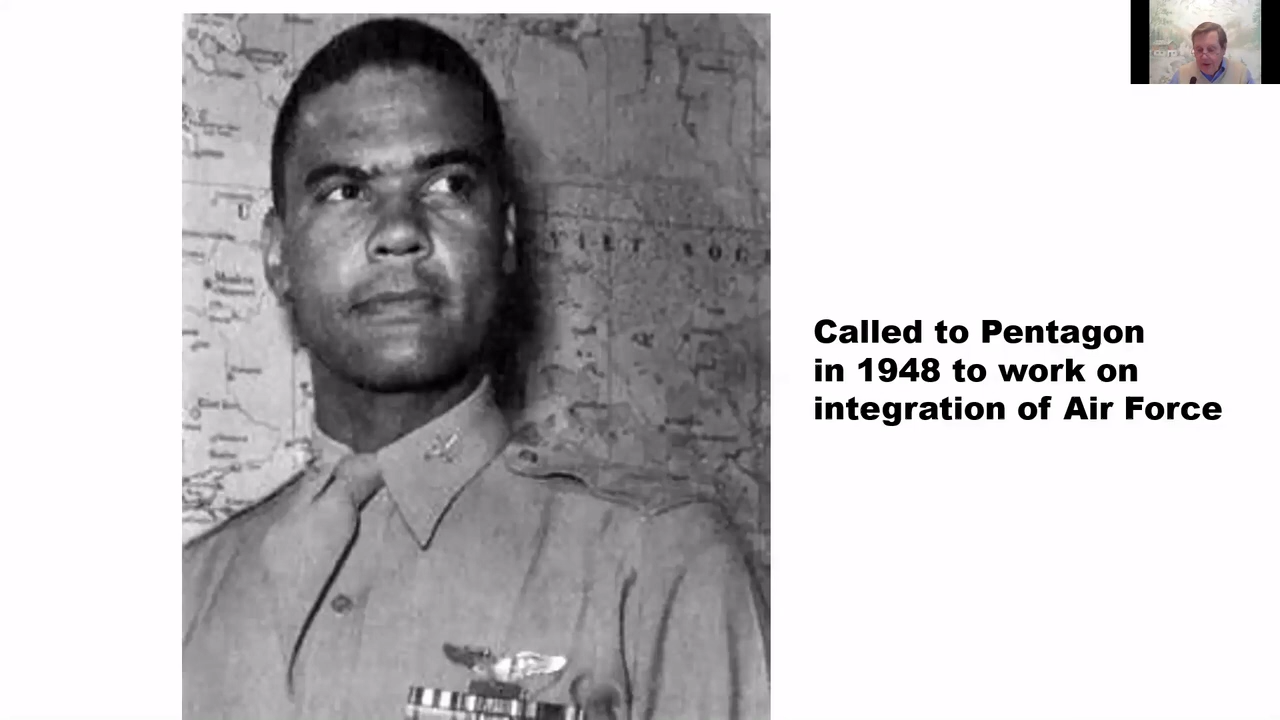 Called to Pentagon
in 1948 to work on
integration of Air Force